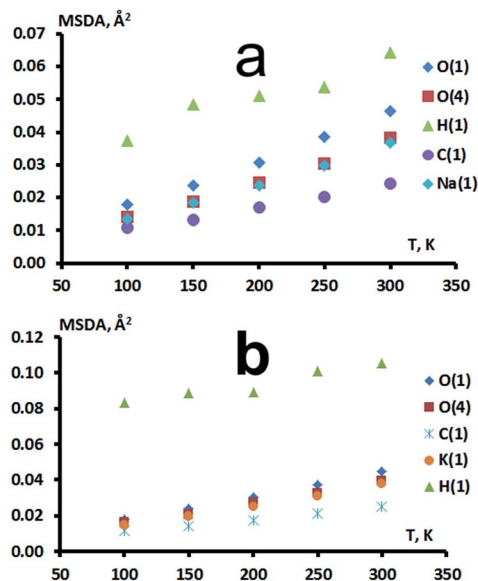 MSDA, Å²
0.07
a
0.06
O(1)
0.05
O(4)
0.04
H(1)
0.03
C(1)
0.02
Na(1)
0.01
T, K
0.00
50 100 150 200 250 300 350
MSDA, Å²
0.12
b
0.10
O(1)
0.08
O(4)
0.06
C(1)
0.04
K(1)
0.02
H(1)
T, K
0.00
50 100 150 200 250 300 350